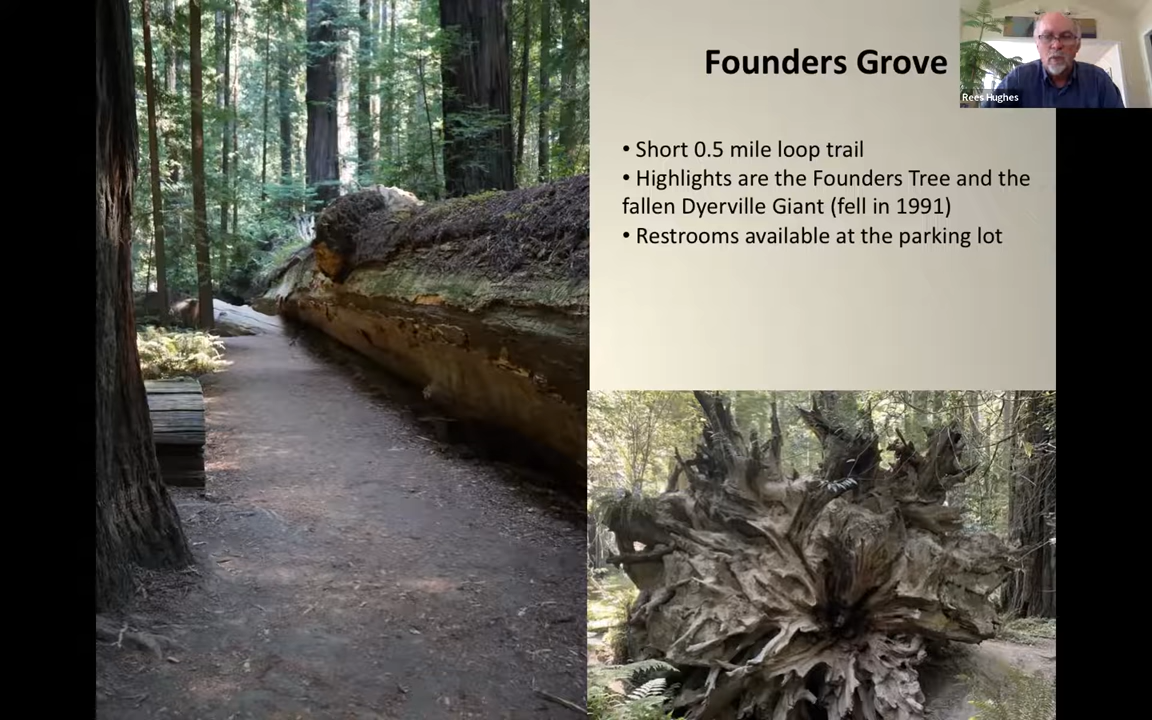 Founders Grove
Rees Hughes
• Short 0.5 mile loop trail
• Highlights are the Founders Tree and the
fallen Dyerville Giant (fell in 1991)
• Restrooms available at the parking lot